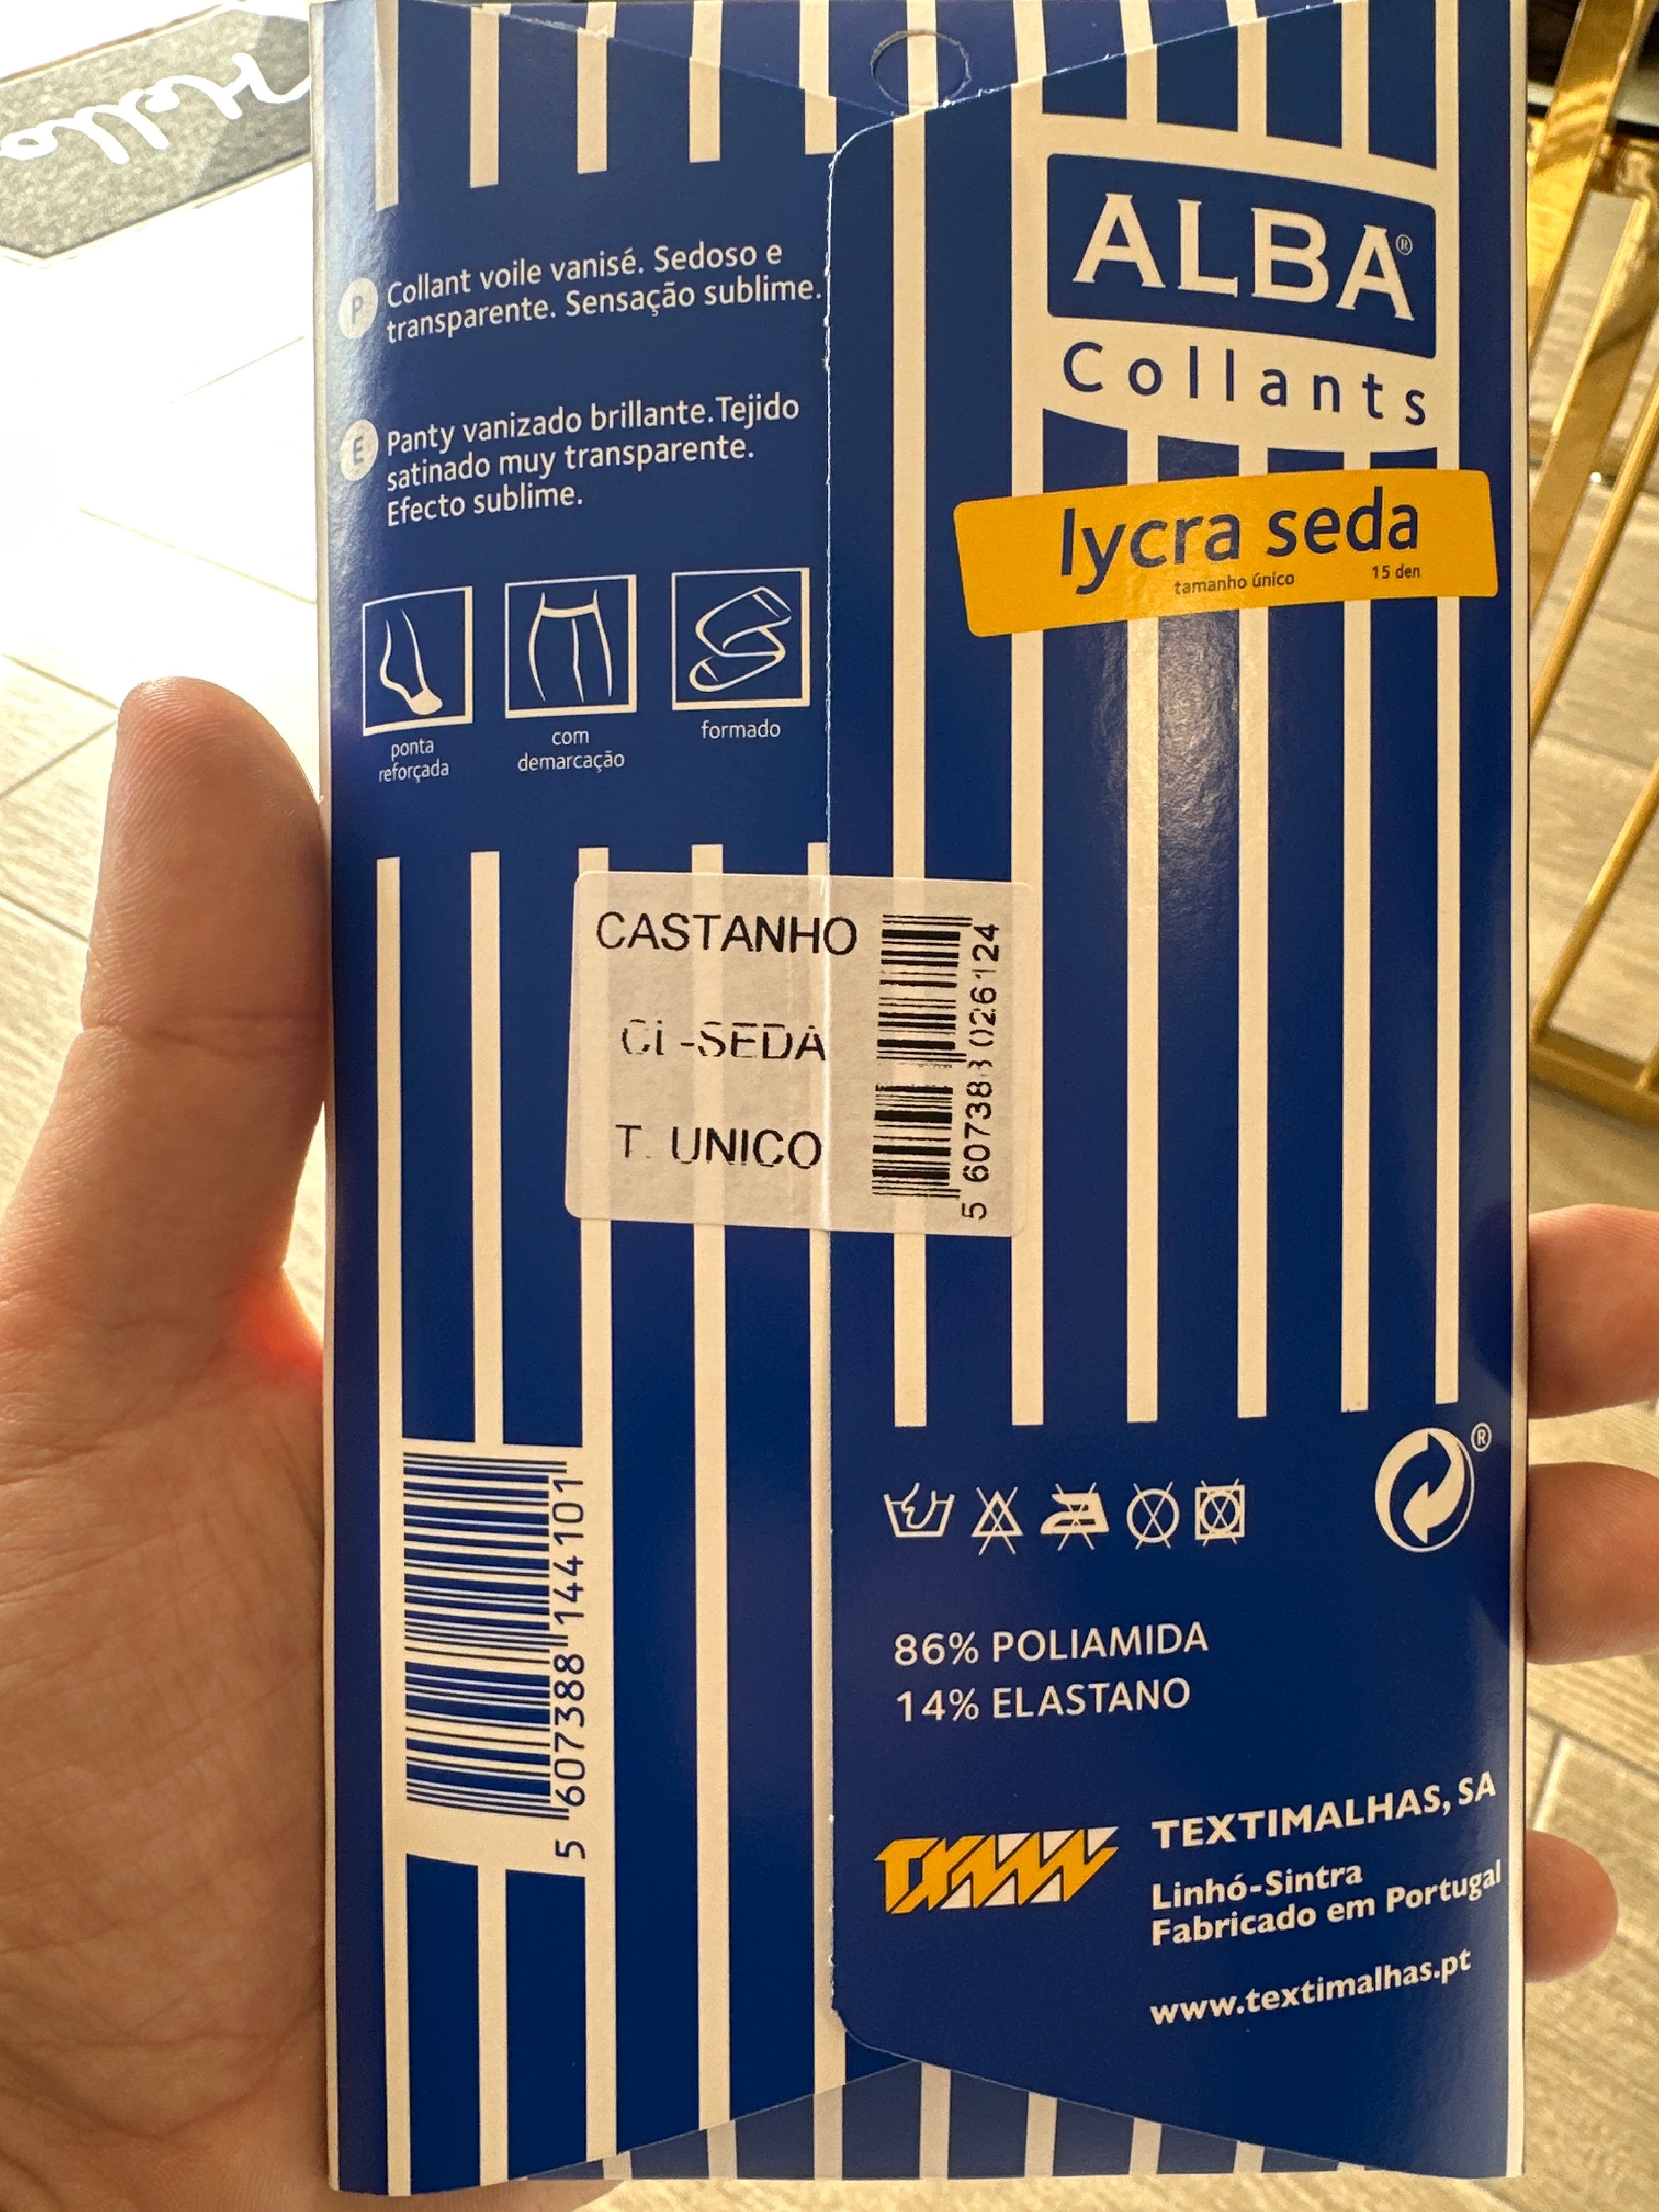 Hello
P
Collant voile vanisé. Sedoso e
transparente. Sensação sublime.
E
Panty vanizado brillante. Tejido
satinado muy transparente.
Efecto sublime.
ponta
reforçada
com
demarcação
formado
ALBA®
Collants
lycra seda
tamanho único 15 den
CASTANHO
-SEDA
T. UNICO
5 607388 026124
5 607388 144101
®
86% POLIAMIDA
14% ELASTANO
TEXTIMALHAS, SA
Linhó-Sintra
Fabricado em Portugal
www.textimalhas.pt